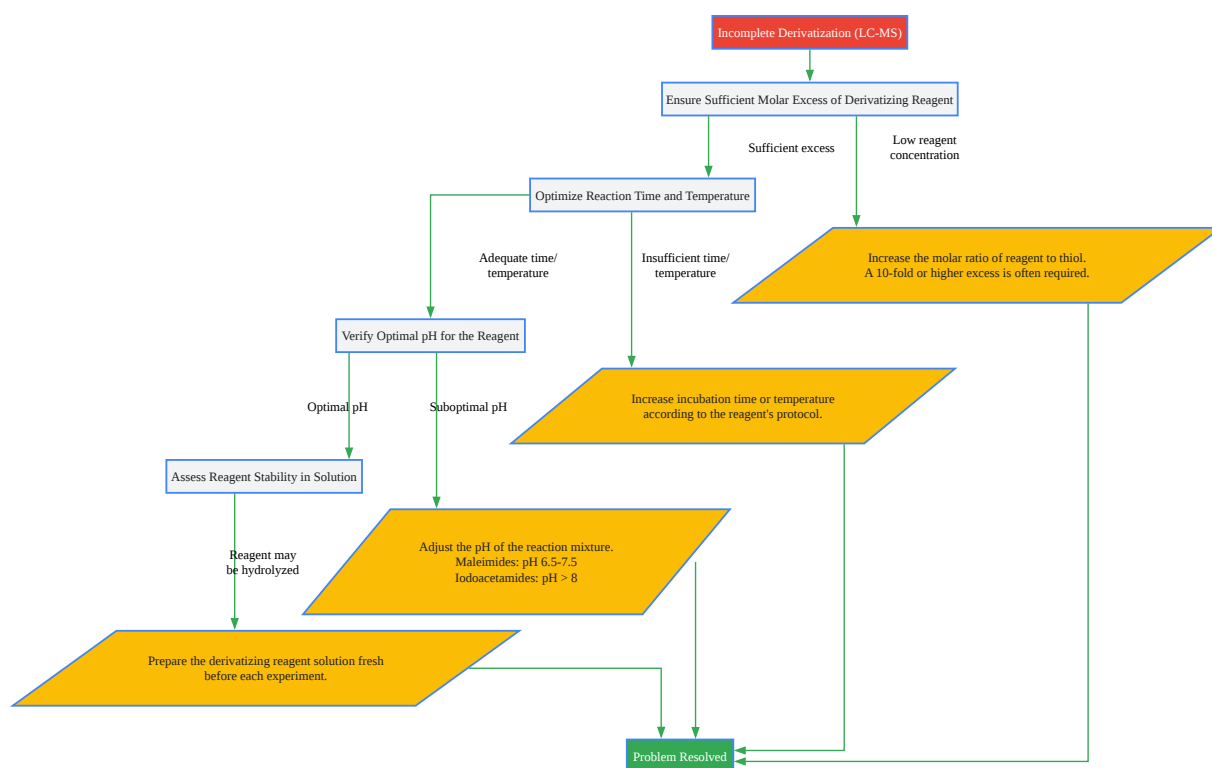 Incomplete Derivatization (LC-MS)
Ensure Sufficient Molar Excess of Derivatizing Reagent
Sufficient excess
Low reagent
concentration
Optimize Reaction Time and Temperature
Adequate time/
temperature
Insufficient time/
temperature
Increase the molar ratio of reagent to thiol.
A 10-fold or higher excess is often required.
Verify Optimal pH for the Reagent
Optimal pH
Suboptimal pH
Increase incubation time or temperature
according to the reagent's protocol.
Assess Reagent Stability in Solution
Reagent may
be hydrolyzed
Adjust the pH of the reaction mixture.
Maleimides: pH 6.5-7.5
Iodoacetamides: pH > 8
Prepare the derivatizing reagent solution fresh
before each experiment.
Problem Resolved